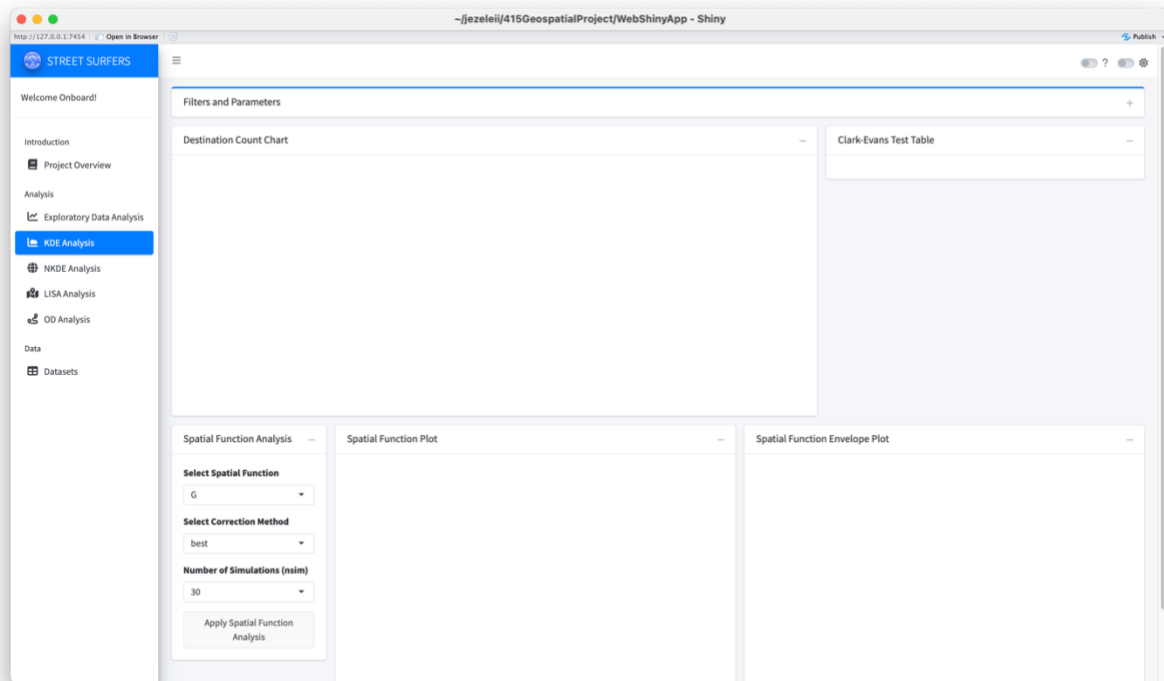 ~/jezeleii/415GeospatialProject/WebShinyApp - Shiny
http://127.0.0.1:7454
Open in Browser
Publish
STREET SURFERS
?
Welcome Onboard!
Introduction
Project Overview
Analysis
Exploratory Data Analysis
KDE Analysis
NKDE Analysis
LISA Analysis
OD Analysis
Data
Datasets
Filters and Parameters
Destination Count Chart
Clark-Evans Test Table
Spatial Function Analysis
Select Spatial Function
G
Select Correction Method
best
Number of Simulations (nsim)
30
Apply Spatial Function
Analysis
Spatial Function Plot
Spatial Function Envelope Plot